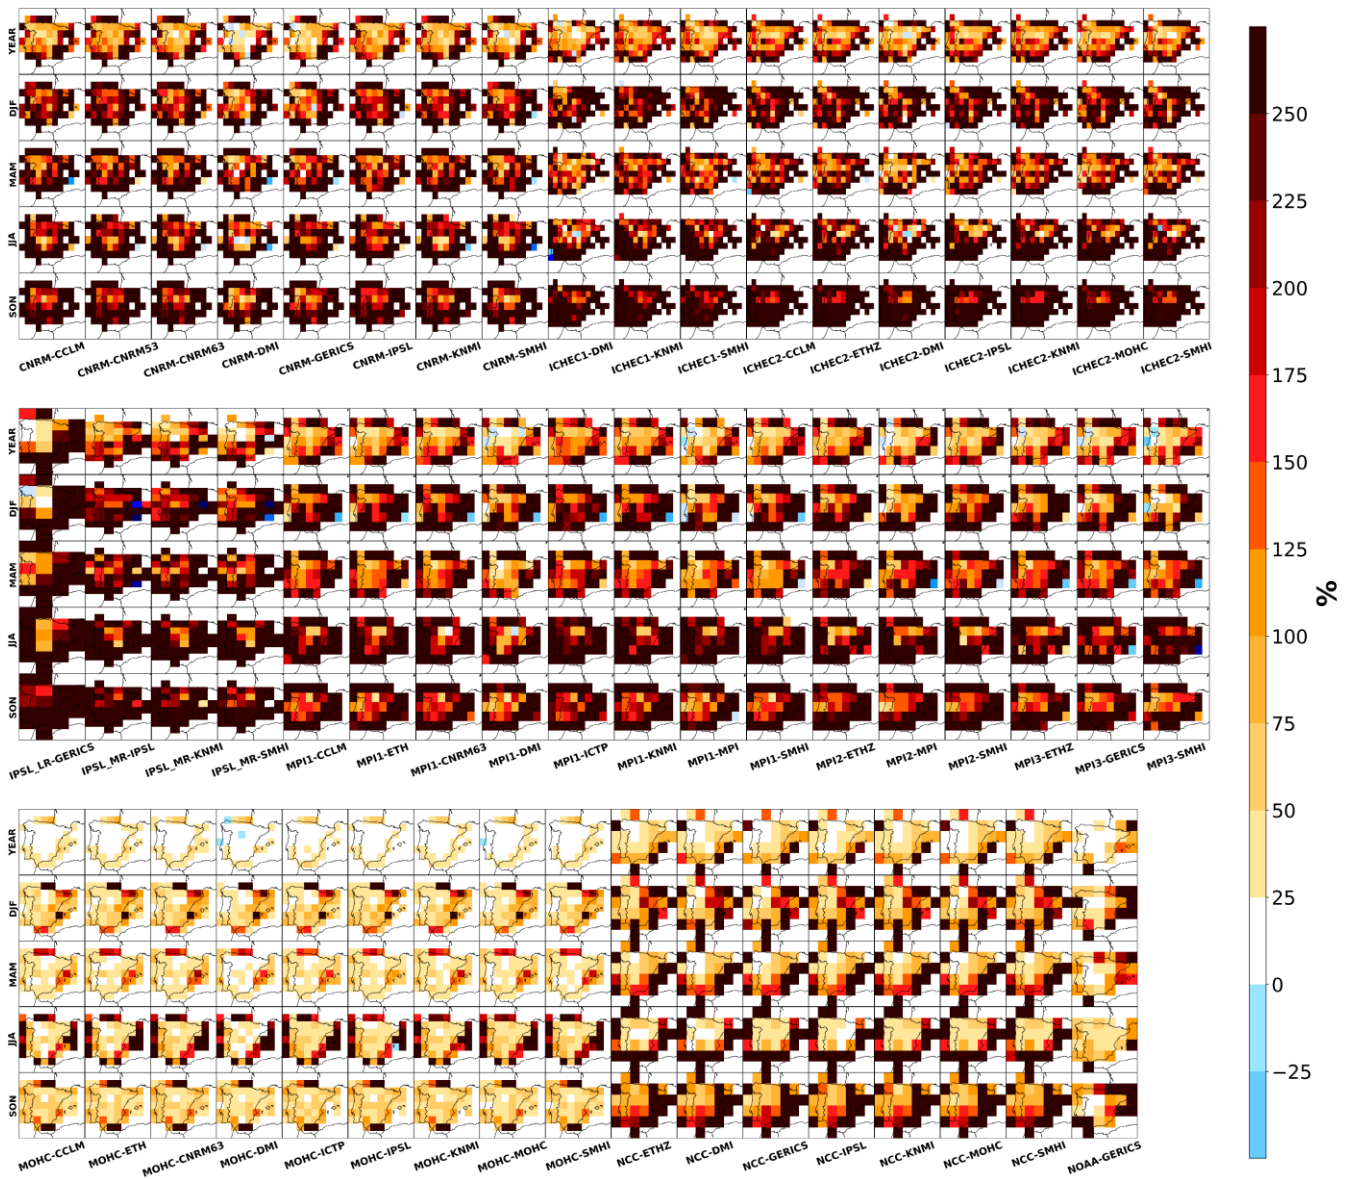 YEAR
DJF
MAM
JJA
SON
CNRM-CCLM CNRM-CNRM53 CNRM-CNRM63 CNRM-DMI CNRM-GERICS CNRM-IPSL CNRM-KNMI CNRM-SMHI ICHEC1-DMI ICHEC1-KNMI ICHEC1-SMHI ICHEC2-CCLM ICHEC2-ETHZ ICHEC2-DMI ICHEC2-IPSL ICHEC2-KNMI ICHEC2-MOHC ICHEC2-SMHI
YEAR
DJF
MAM
JJA
SON
IPSL_LR-GERICS IPSL_MR-IPSL IPSL_MR-KNMI IPSL_MR-SMHI MPI1-CCLM MPI1-ETH MPI1-CNRM63 MPI1-DMI MPI1-ICTP MPI1-KNMI MPI1-MPI MPI1-SMHI MPI2-ETHZ MPI2-MPI MPI2-SMHI MPI3-ETHZ MPI3-GERICS MPI3-SMHI
YEAR
DJF
MAM
JJA
SON
MOHC-CCLM MOHC-ETH MOHC-CNRM63 MOHC-DMI MOHC-ICTP MOHC-IPSL MOHC-KNMI MOHC-MOHC MOHC-SMHI NCC-ETHZ NCC-DMI NCC-GERICS NCC-IPSL NCC-KNMI NCC-MOHC NCC-SMHI NOAA-GERICS
250
225
200
175
150
125
100
75
50
25
0
−25
%